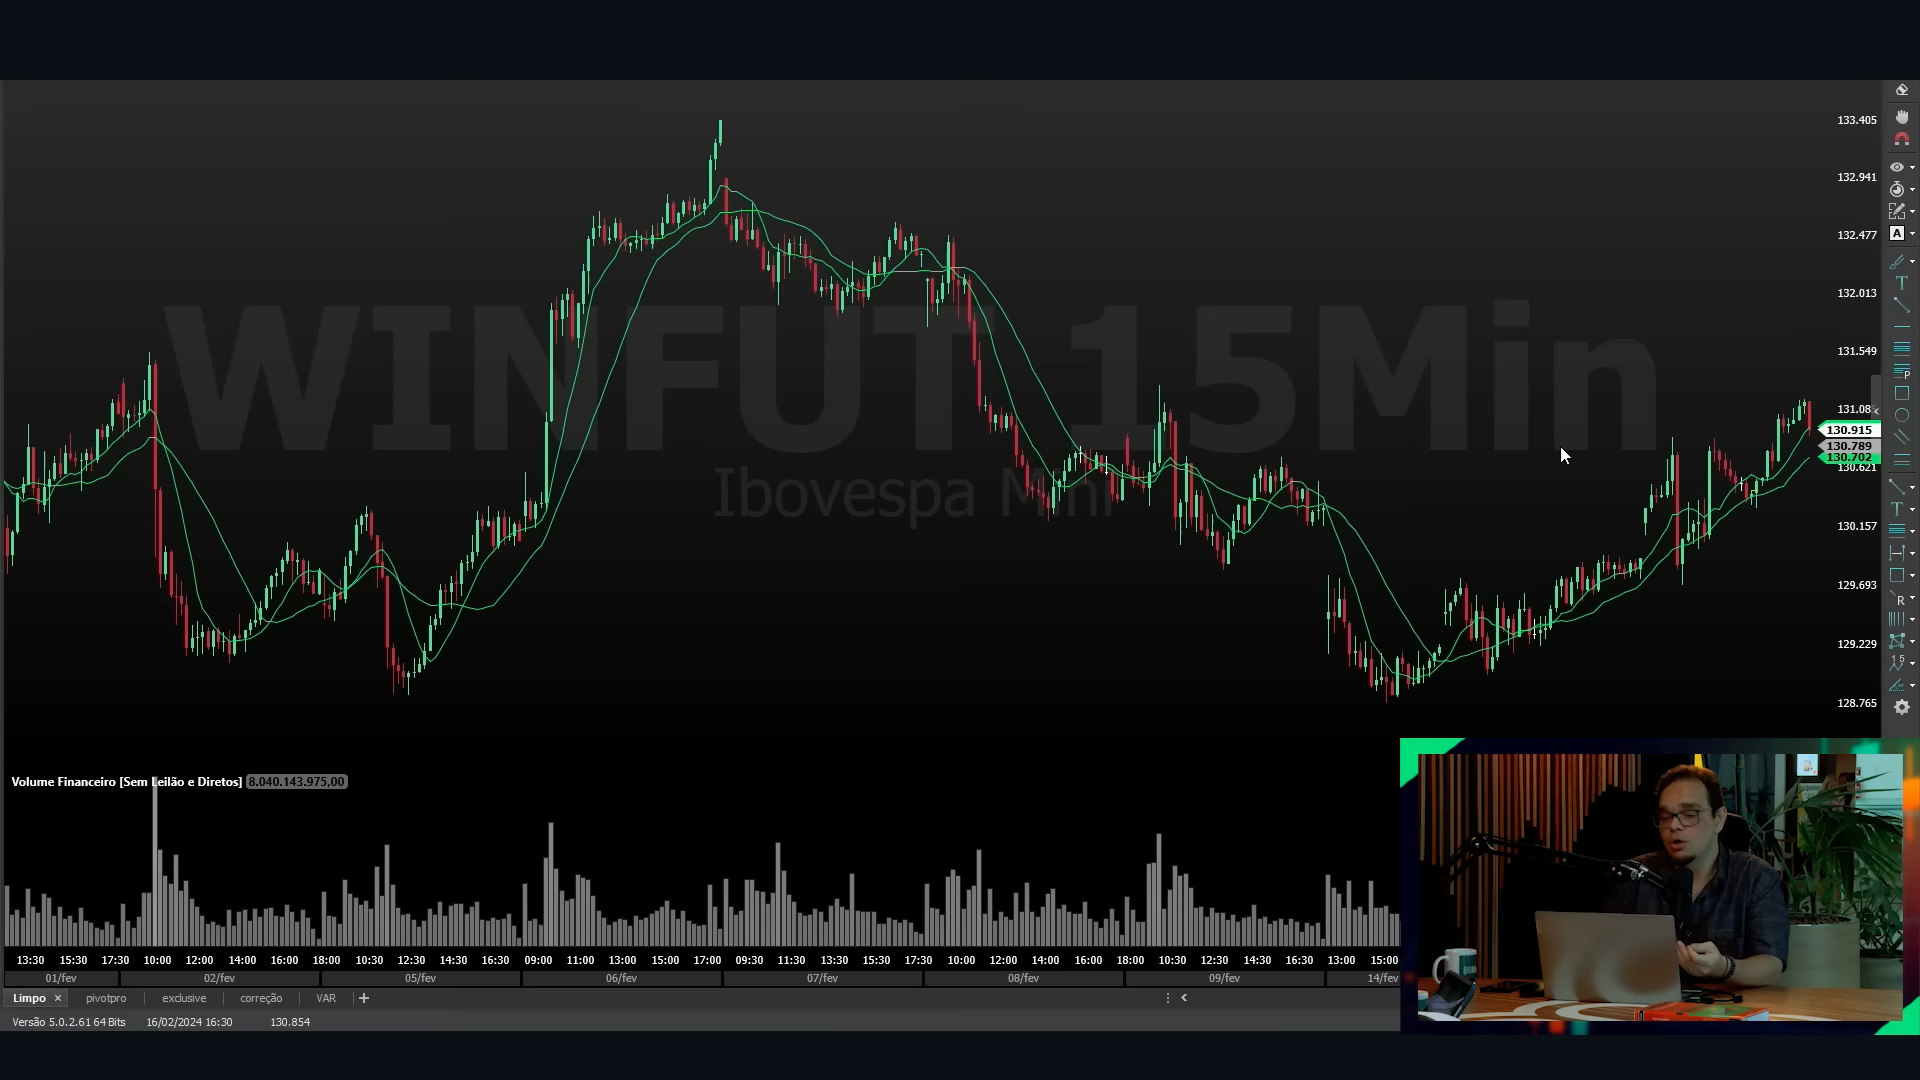 WINFUT 15Min
Ibovespa Mini
133.405
132.941
132.477
132.013
131.549
131.08
130.915
130.789
130.702
130.621
130.157
129.693
129.229
128.765
Volume Financeiro [Sem Leilão e Diretos] 8.040.143.975,00
13:30 15:30 17:30 10:00 12:00 14:00 16:00 18:00 10:30 12:30 14:30 16:30 09:00 11:00 13:00 15:00 17:00 09:30 11:30 13:30 15:30 17:30 10:00 12:00 14:00 16:00 18:00 10:30 12:30 14:30 16:30 13:00 15:00
01/fev 02/fev 05/fev 06/fev 07/fev 08/fev 09/fev 14/fev
Limpo × pivotpro exclusive correção VAR +
Versão 5.0.2.61 64 Bits 16/02/2024 16:30 130.854